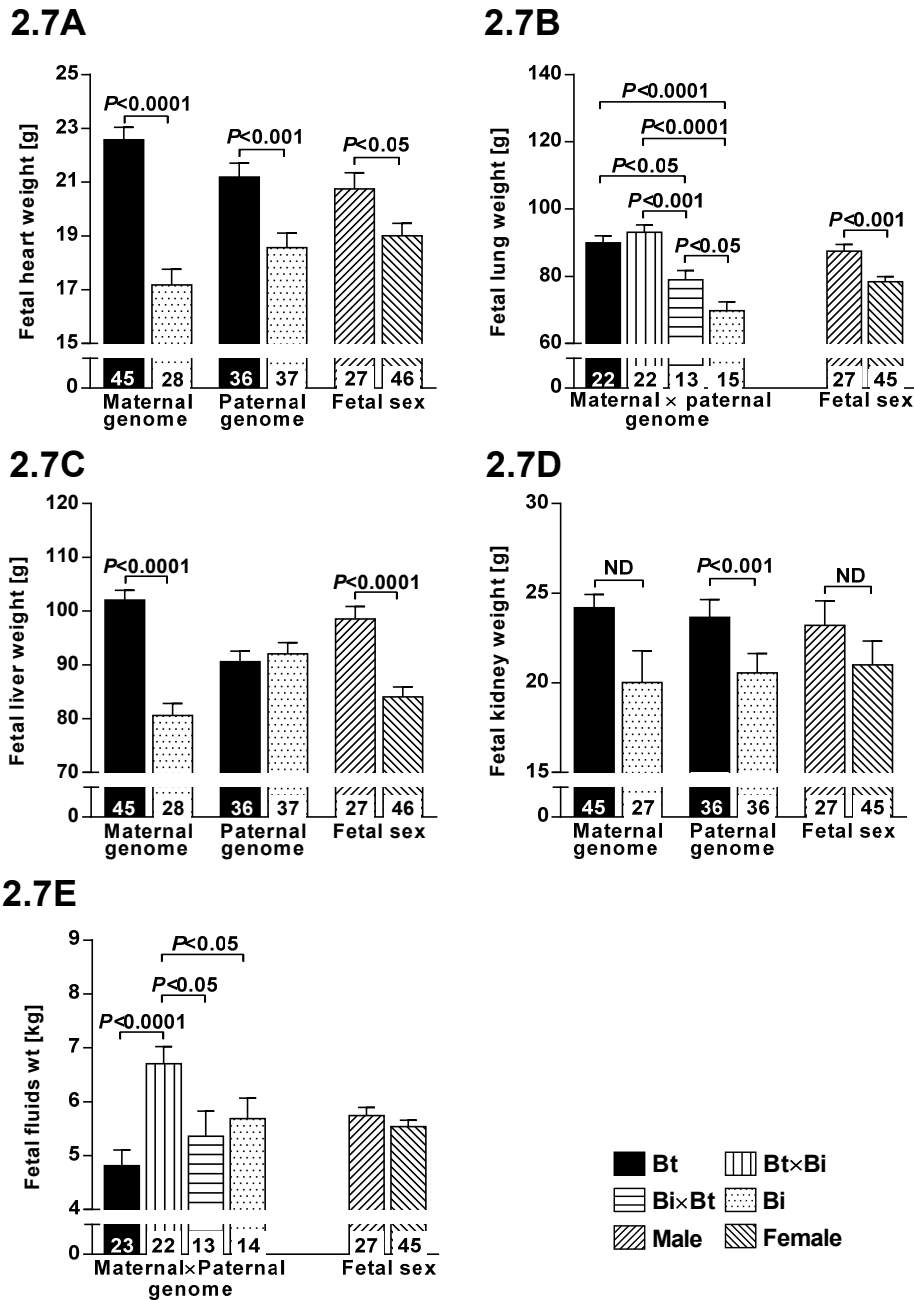 2.7A
Fetal heart weight [g]
25
23
21
19
17
15
0
P<0.0001
P<0.001
P<0.05
45 28 36 37 27 46
Maternal genome
Paternal genome
Fetal sex
2.7B
Fetal lung weight [g]
140
120
100
80
60
0
P<0.0001
P<0.0001
P<0.05
P<0.001
P<0.05
P<0.001
22 22 13 15 27 45
Maternal × paternal genome
Fetal sex
2.7C
Fetal liver weight [g]
120
110
100
90
80
70
0
P<0.0001
P<0.0001
45 28 36 37 27 46
Maternal genome
Paternal genome
Fetal sex
2.7D
Fetal kidney weight [g]
30
25
20
15
0
ND
P<0.001
ND
45 27 36 36 27 45
Maternal genome
Paternal genome
Fetal sex
2.7E
Fetal fluids wt [kg]
9
8
7
6
5
4
0
P<0.05
P<0.05
P<0.0001
23 22 13 14 27 45
Maternal×Paternal genome
Fetal sex
Bt Bt×Bi
Bi×Bt Bi
Male Female